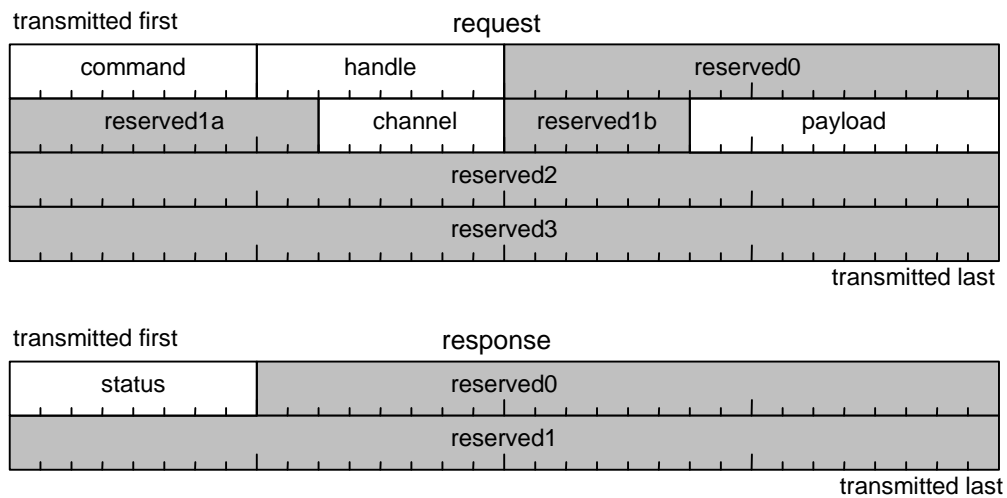 transmitted first request
command handle reserved0
reserved1a channel reserved1b payload
reserved2
reserved3
transmitted last
transmitted first response
status reserved0
reserved1
transmitted last